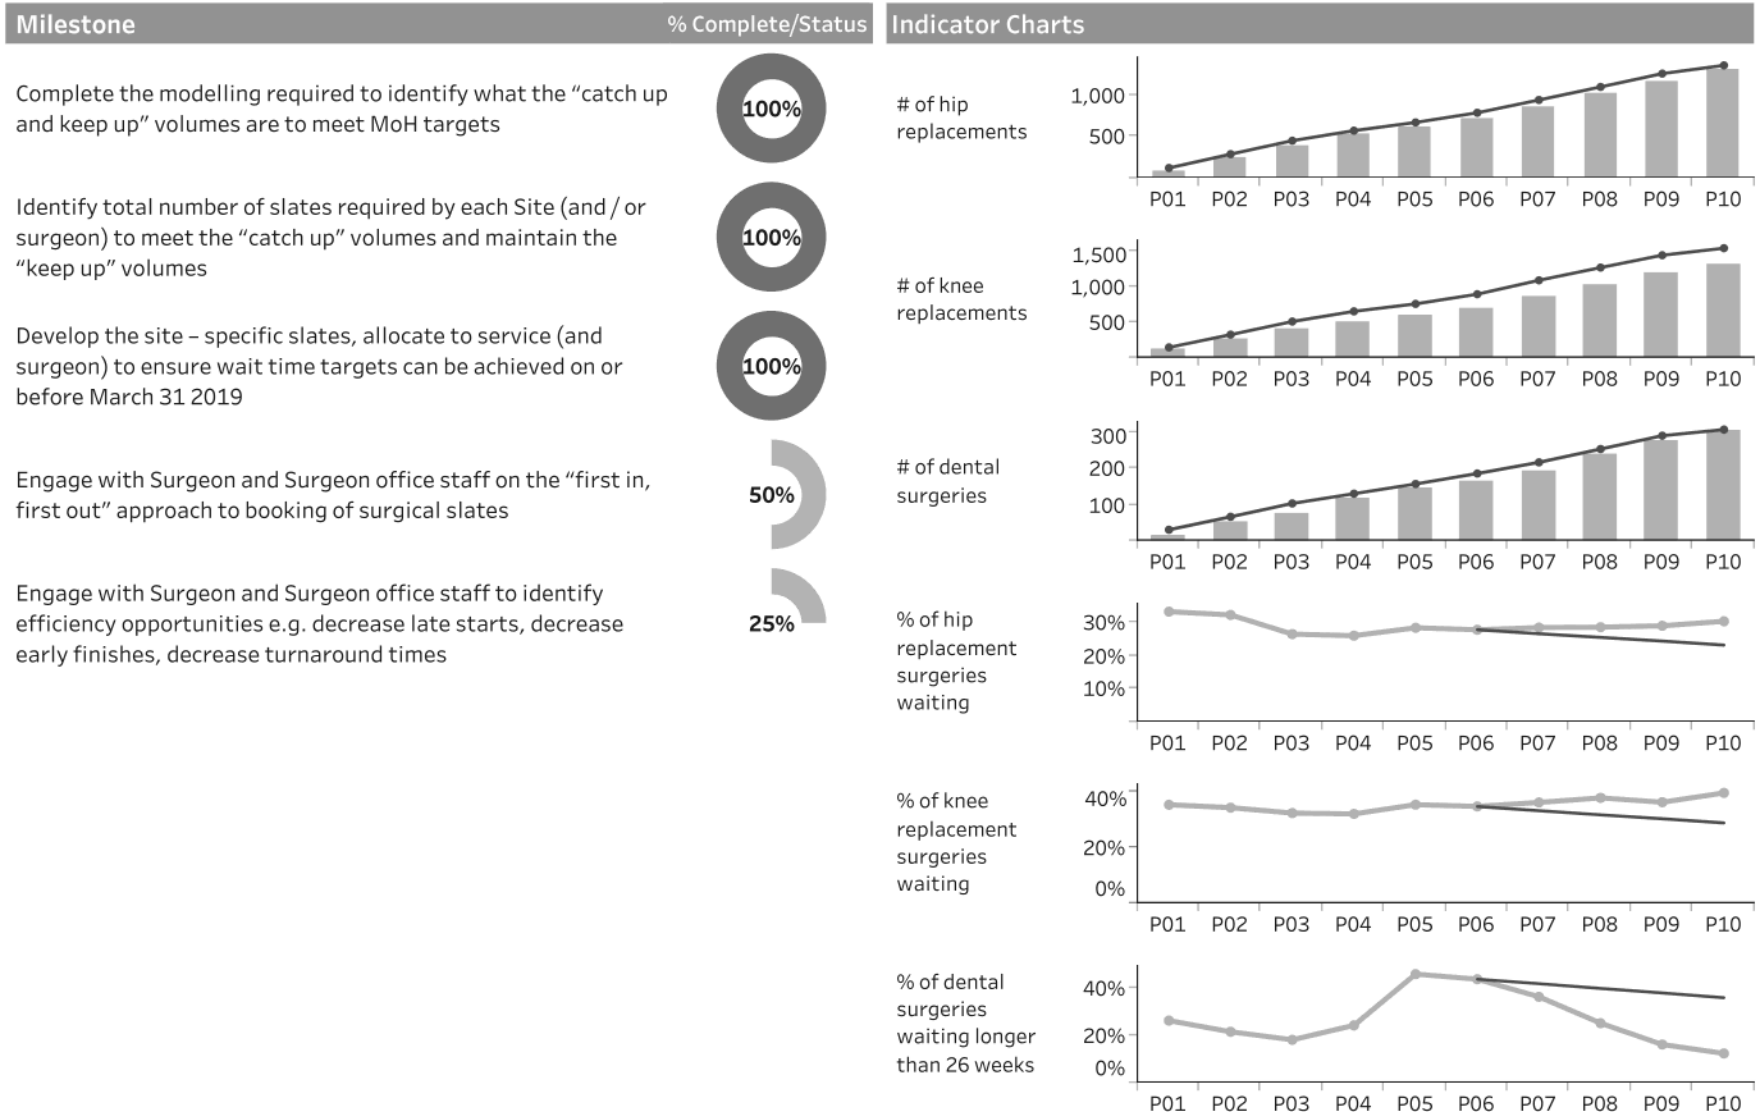 Milestone
% Complete/Status
Complete the modelling required to identify what the “catch up
and keep up” volumes are to meet MoH targets
100%
Identify total number of slates required by each Site (and / or
surgeon) to meet the “catch up” volumes and maintain the
“keep up” volumes
100%
Develop the site – specific slates, allocate to service (and
surgeon) to ensure wait time targets can be achieved on or
before March 31 2019
100%
Engage with Surgeon and Surgeon office staff on the “first in,
first out” approach to booking of surgical slates
50%
Engage with Surgeon and Surgeon office staff to identify
efficiency opportunities e.g. decrease late starts, decrease
early finishes, decrease turnaround times
25%
Indicator Charts
# of hip
replacements
1,000
500
P01 P02 P03 P04 P05 P06 P07 P08 P09 P10
# of knee
replacements
1,500
1,000
500
P01 P02 P03 P04 P05 P06 P07 P08 P09 P10
# of dental
surgeries
300
200
100
P01 P02 P03 P04 P05 P06 P07 P08 P09 P10
% of hip
replacement
surgeries
waiting
30%
20%
10%
P01 P02 P03 P04 P05 P06 P07 P08 P09 P10
% of knee
replacement
surgeries
waiting
40%
20%
0%
P01 P02 P03 P04 P05 P06 P07 P08 P09 P10
% of dental
surgeries
waiting longer
than 26 weeks
40%
20%
0%
P01 P02 P03 P04 P05 P06 P07 P08 P09 P10